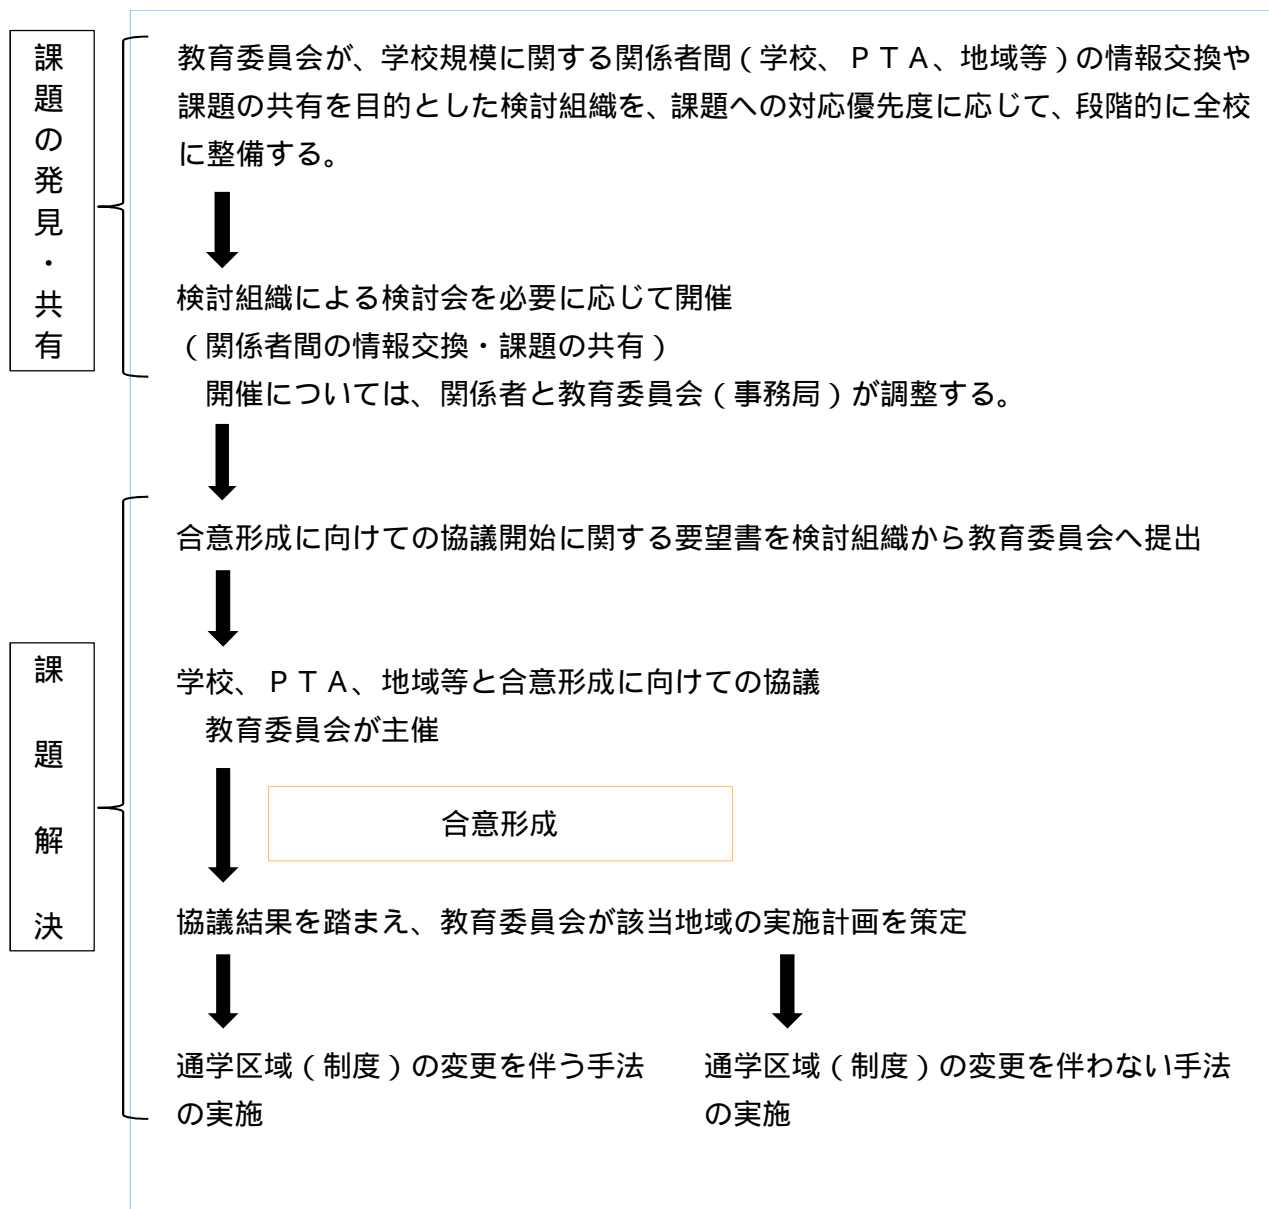 課題の発見・共有
教育委員会が、学校規模に関する関係者間（学校、ＰＴＡ、地域等）の情報交換や
課題の共有を目的とした検討組織を、課題への対応優先度に応じて、段階的に全校
に整備する。
検討組織による検討会を必要に応じて開催
（関係者間の情報交換・課題の共有）
開催については、関係者と教育委員会（事務局）が調整する。
課題解決
合意形成に向けての協議開始に関する要望書を検討組織から教育委員会へ提出
学校、ＰＴＡ、地域等と合意形成に向けての協議
教育委員会が主催
合意形成
協議結果を踏まえ、教育委員会が該当地域の実施計画を策定
通学区域（制度）の変更を伴う手法
の実施
通学区域（制度）の変更を伴わない手法
の実施